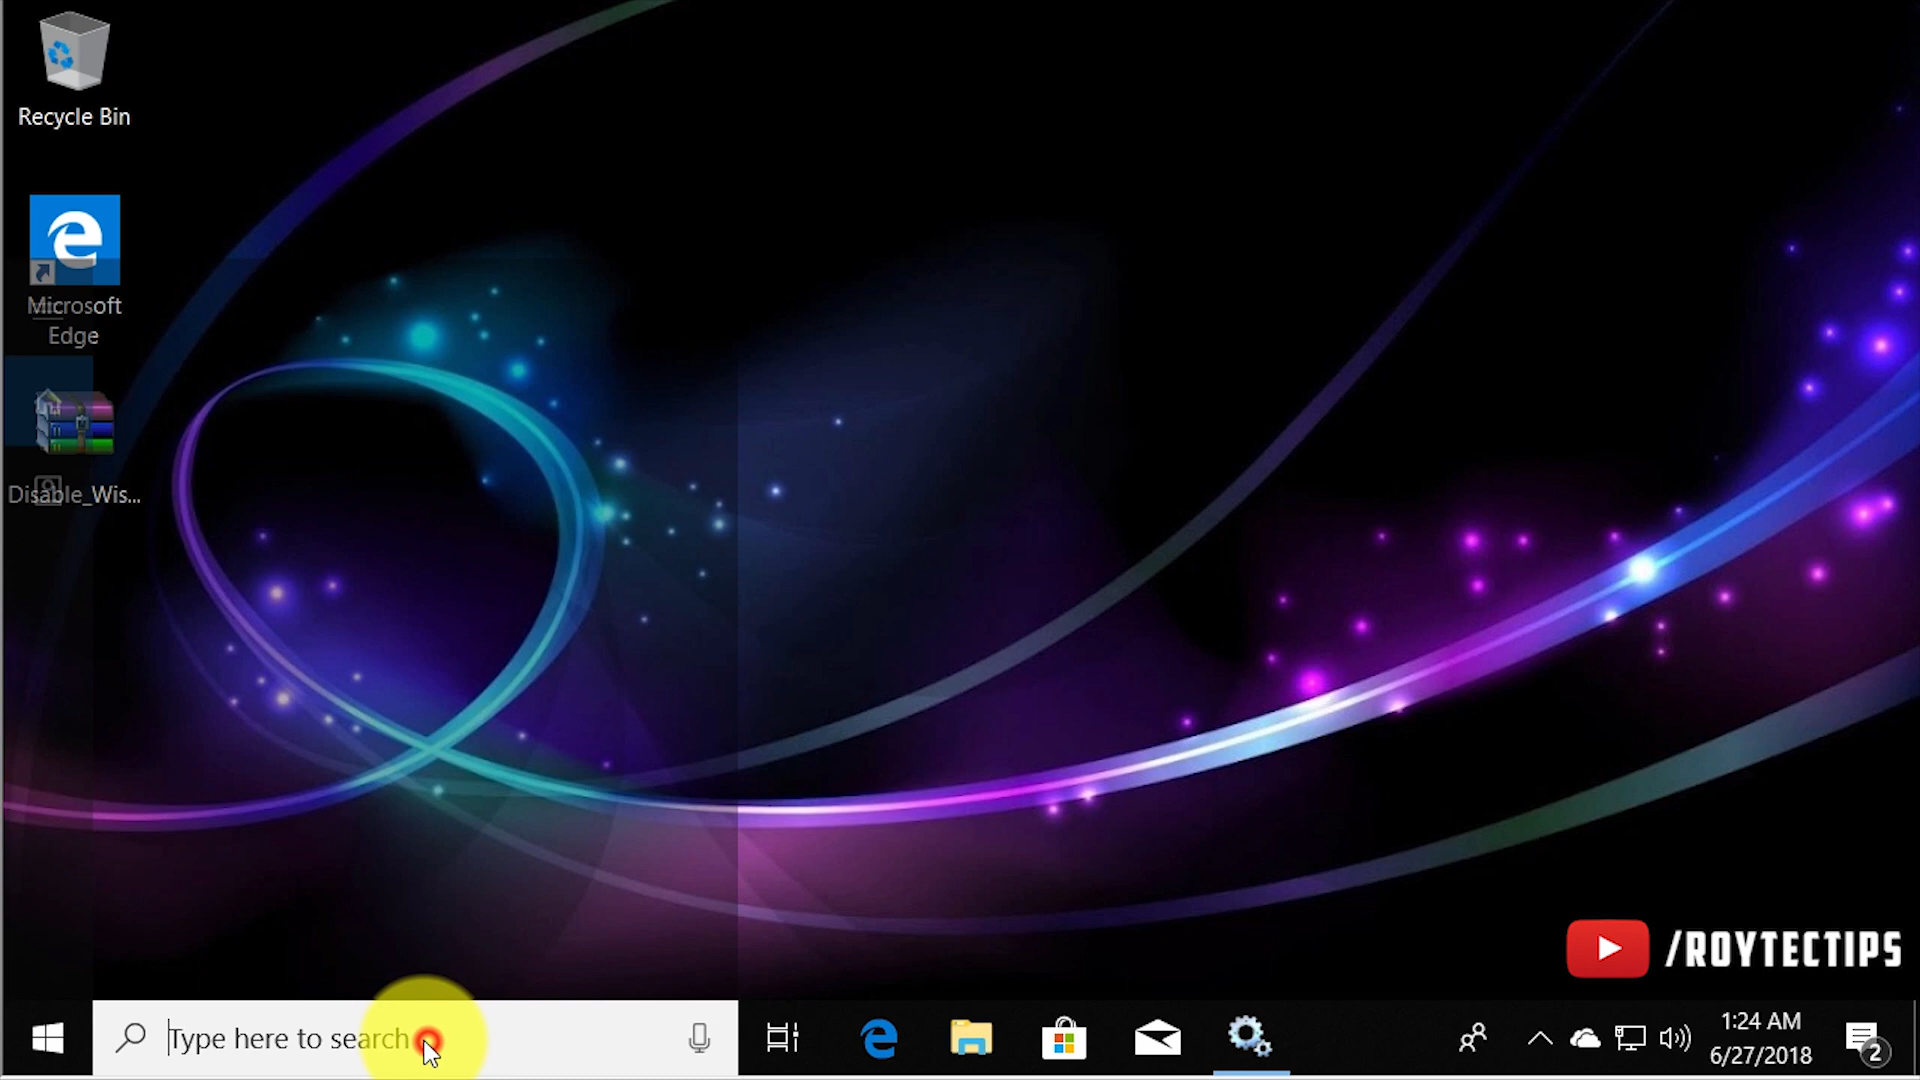 Recycle Bin
Microsoft
Edge
Disable_Wis...
/ROYTECTIPS
Type here to search
1:24 AM
6/27/2018
2